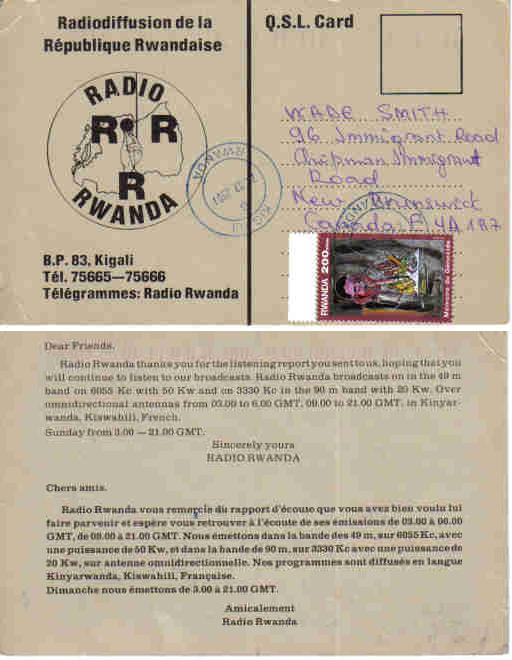 Radiodiffusion de la
République Rwandaise
RADIO
R R
R
RWANDA
B.P. 83, Kigali
Tél. 75665—75666
Télégrammes: Radio Rwanda
Q.S.L. Card
WADE SMITH
96 Immigrant Road
Chapman Immigrant
Road
New Brunswick
Canada
RWANDA 200
KIGALI
Dear Friends.
Radio Rwanda thanks you for the listening report you sent to us, hoping that you
will continue to listen to our broadcasts. Radio Rwanda broadcasts on in the 49 m
band on 6055 Kc with 50 Kw and on 3330 Kc in the 90 m band with 20 Kw. Over
omnidirectional antennas from 03.00 to 6.00 GMT, 09.00 to 21.00 GMT. in Kinyar-
wanda, Kiswahili, French.
Sunday from 3.00 — 21.00 GMT.
Sincerely yours
RADIO RWANDA
Chers amis.
Radio Rwanda vous remercie du rapport d'écoute que vous avez bien voulu lui
faire parvenir et espère vous retrouver à l'écoute de ses émissions de 03.00 à 06.00
GMT, de 09.00 à 21.00 GMT. Nous émettons dans la bande des 49 m, sur 6055 Kc, avec
une puissance de 50 Kw, et dans la bande de 90 m, sur 3330 Kc avec une puissance de
20 Kw, sur antenne omnidirectionnelle. Nos programmes sont diffusés en langue
Kinyarwanda, Kiswahili, Française.
Dimanche nous émettons de 3.00 à 21.00 GMT.
Amicalement
Radio Rwanda